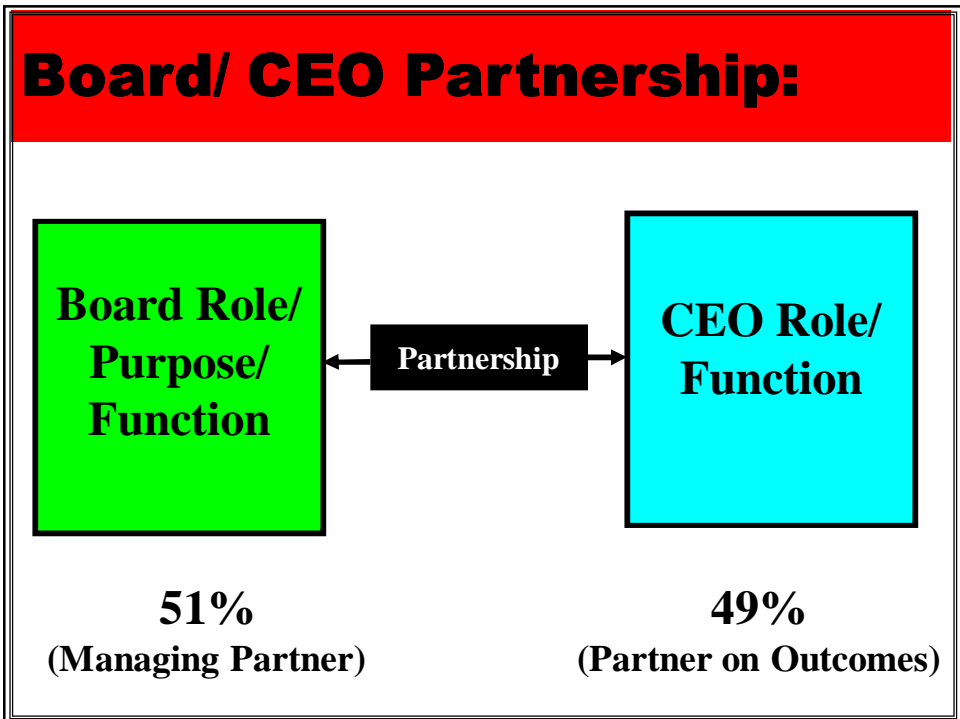 Board/ CEO Partnership:
Board Role/
Purpose/
Function
Partnership
CEO Role/
Function
51%
(Managing Partner)
49%
(Partner on Outcomes)